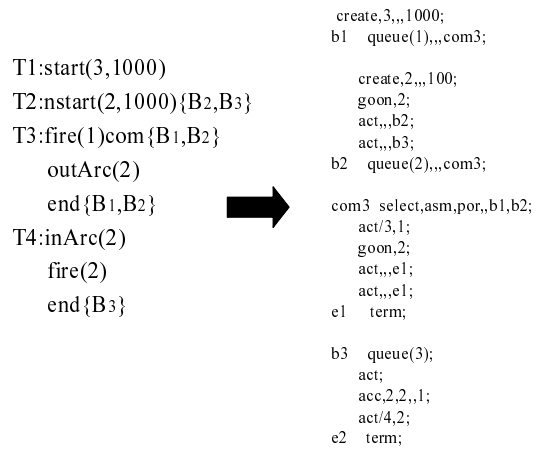 T1:start(3,1000)
T2:nstart(2,1000){B2,B3}
T3:fire(1)com{B1,B2}
outArc(2)
end{B1,B2}
T4:inArc(2)
fire(2)
end{B3}
create,3,,,1000;
b1 queue(1),,,com3;
create,2,,,100;
goon,2;
act,,,b2;
act,,,b3;
b2 queue(2),,,com3;
com3 select,asm,por,,b1,b2;
act/3,1;
goon,2;
act,,,e1;
act,,,e1;
e1 term;
b3 queue(3);
act;
acc,2,2,,1;
act/4,2;
e2 term;